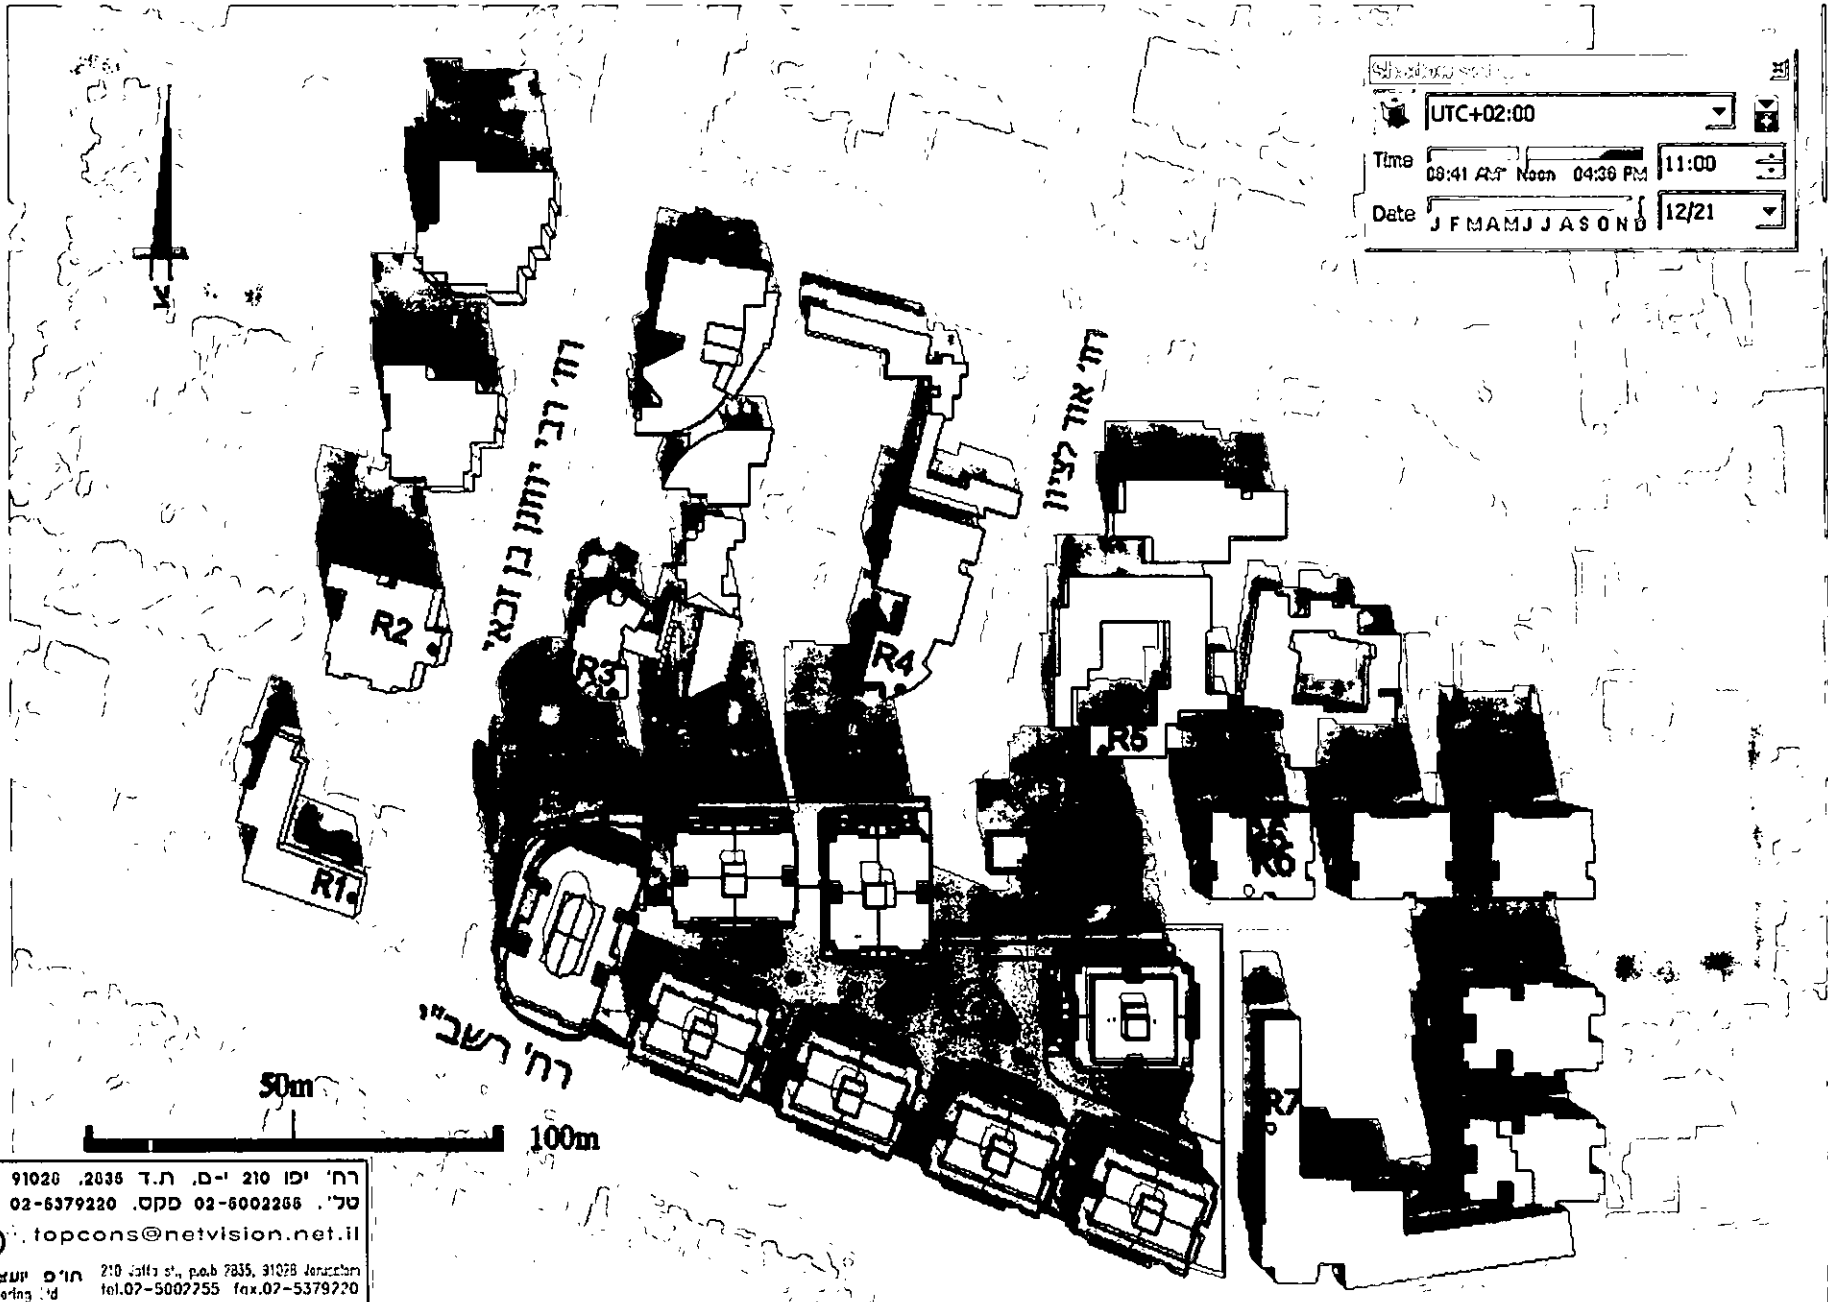 UTC+02:00
Time
08:41 AM Noon 04:38 PM
11:00
Date
J F M A M J J A S O N D
12/21
רח' רבי יוחנן בן זכאי
רח' אור לציון
R2
R3
R4
R5
R6
R1
R7
רח' רשב"י
50m
100m
רח' יפו 210 י-ם, ת.ד 2835, 91028
טל'. 02-5002255 פקס. 02-5379220
topcons@netvision.net.il
210 Jaffa st., p.o.b 2835, 91028 Jerusalem
tel.02-5002255 fax.02-5379220